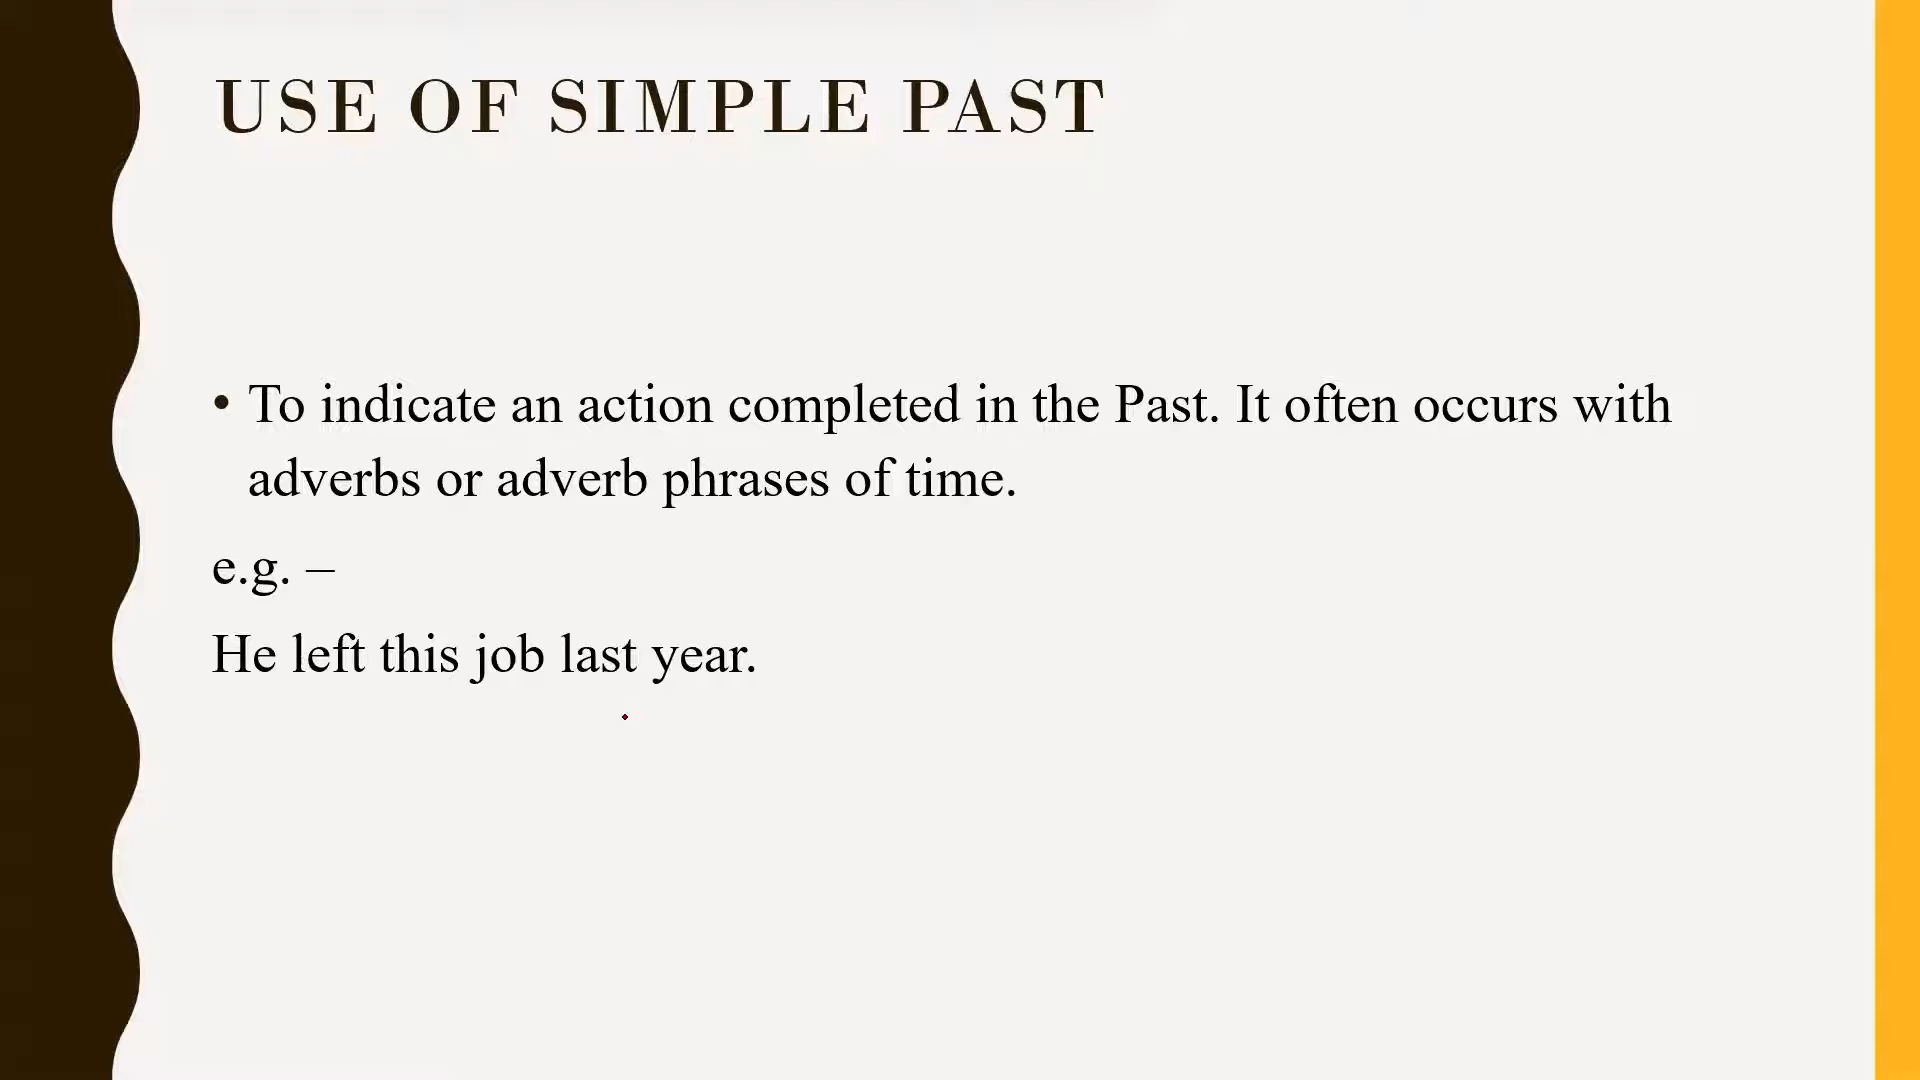 USE OF SIMPLE PAST
• To indicate an action completed in the Past. It often occurs with
adverbs or adverb phrases of time.
e.g. –
He left this job last year.